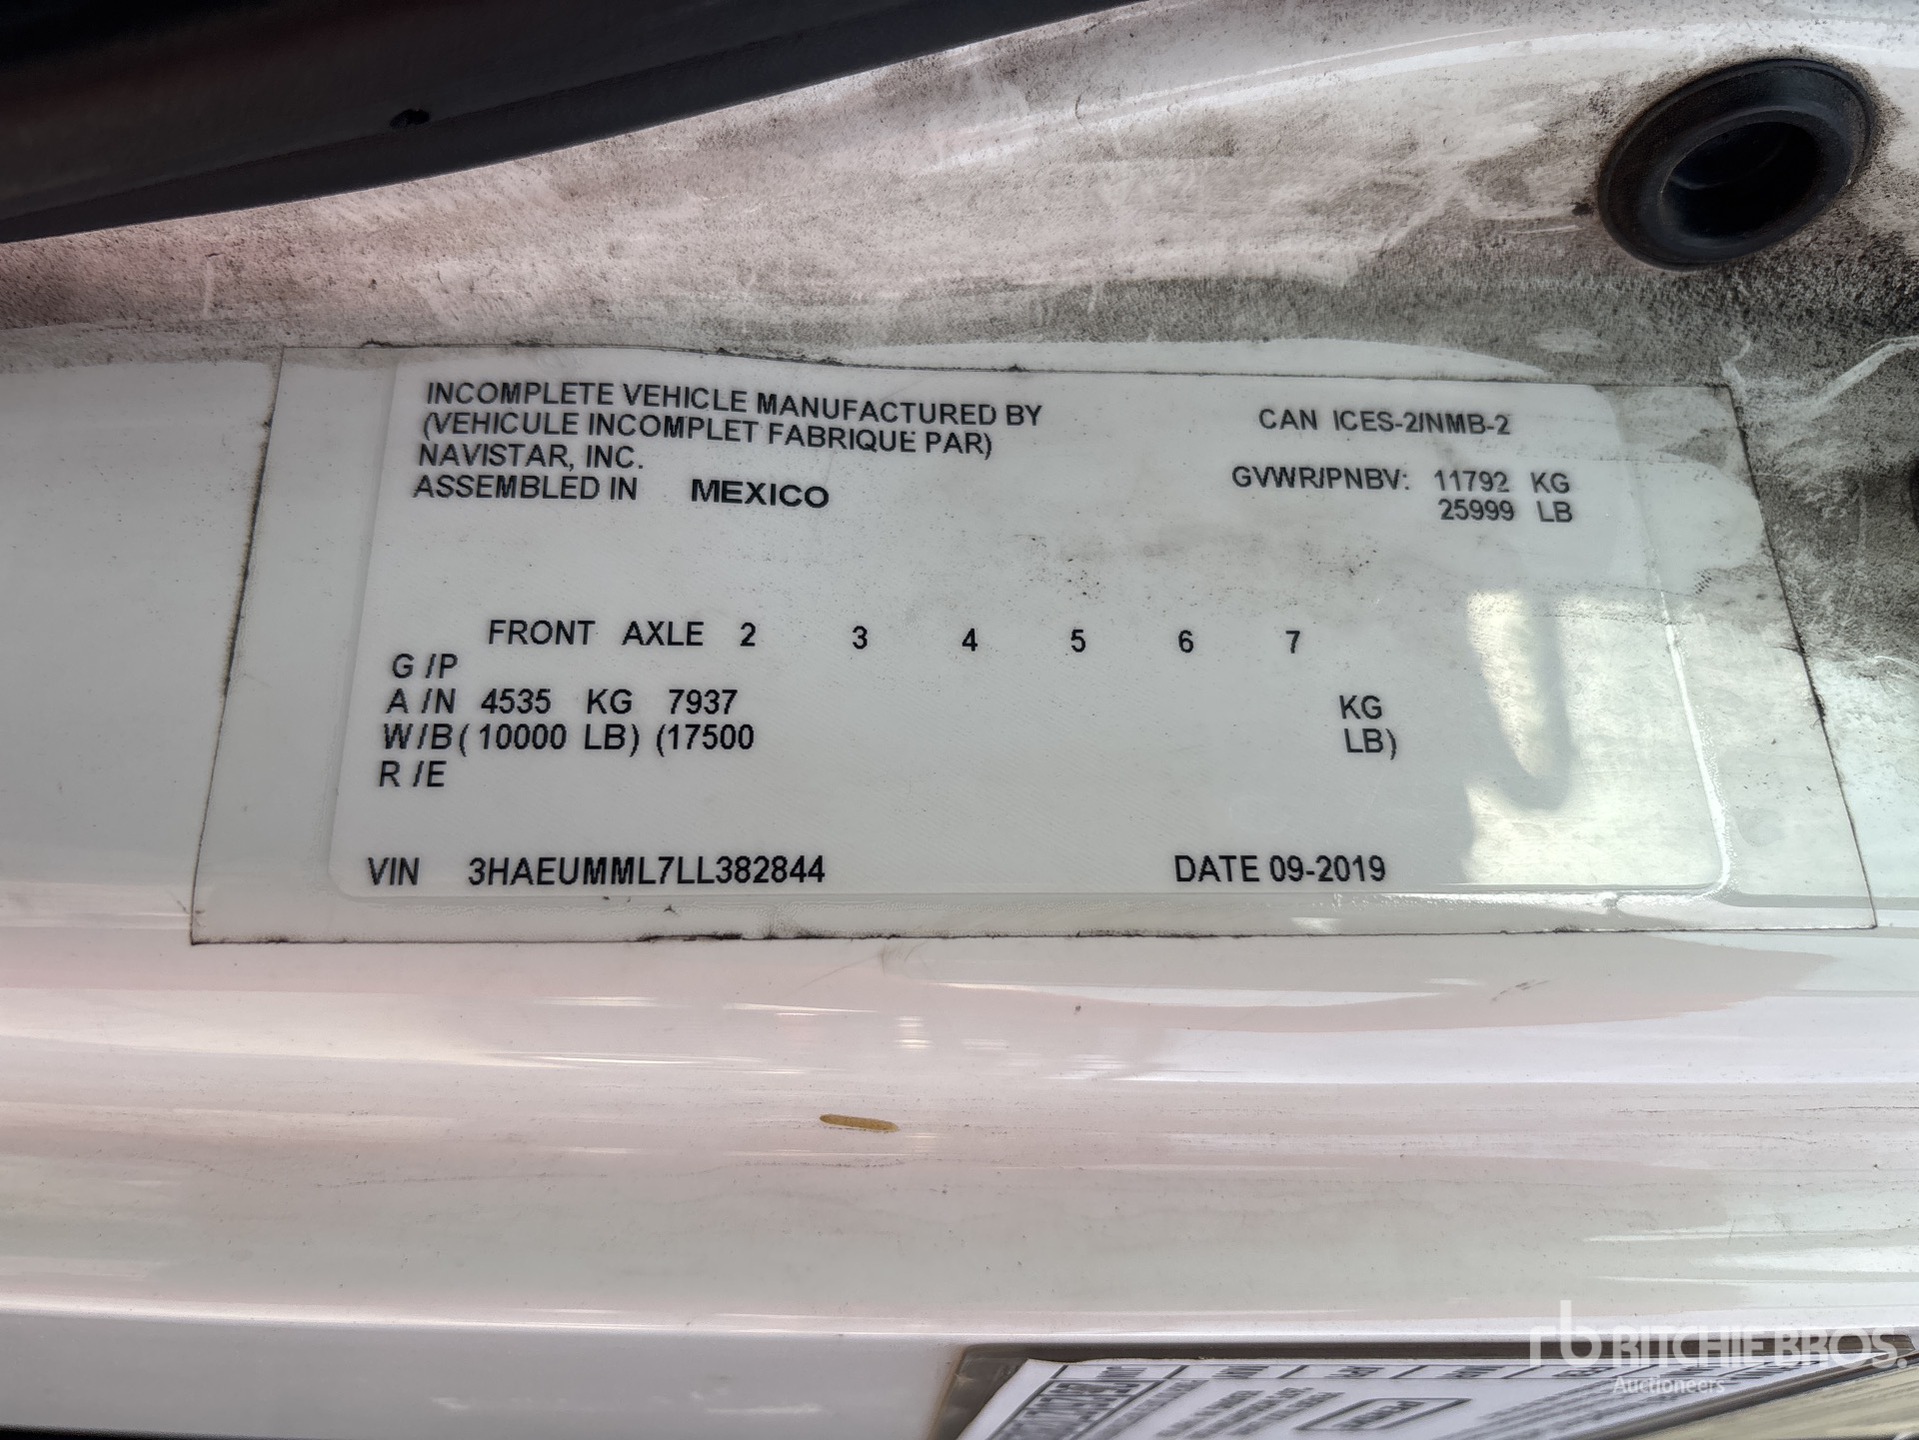 INCOMPLETE VEHICLE MANUFACTURED BY
(VEHICULE INCOMPLET FABRIQUE PAR)
NAVISTAR, INC.
ASSEMBLED IN MEXICO
CAN ICES-2/NMB-2
GVWR/PNBV: 11792 KG
25999 LB
FRONT AXLE 2 3 4 5 6 7
G /P
A /N 4535 KG 7937 KG
W/B ( 10000 LB) (17500 LB)
R /E
VIN 3HAEUMML7LL382844 DATE 09-2019
rb RITCHIE BROS.
Auctioneers